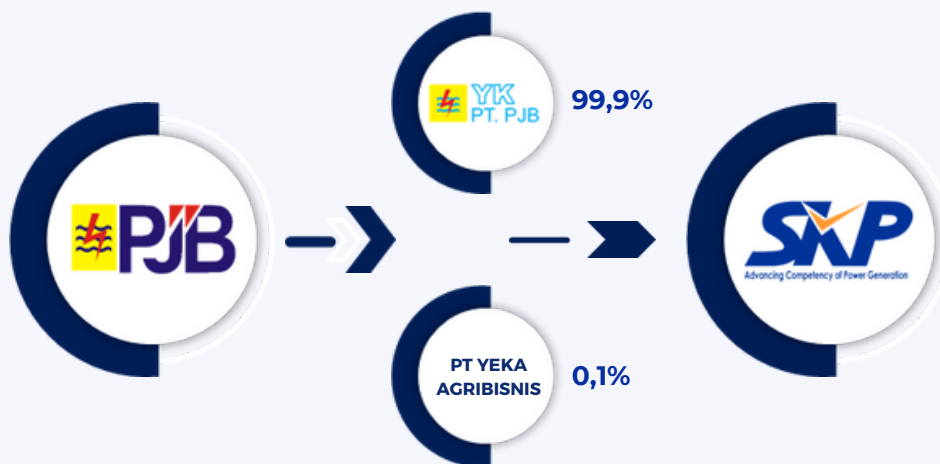 PJB
YK
PT. PJB
99,9%
PT YEKA
AGRIBISNIS
0,1%
SKP
Advancing Competency of Power Generation